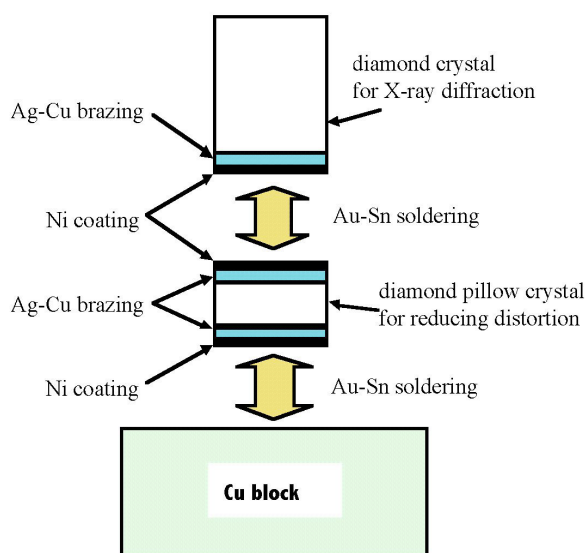 diamond crystal
for X-ray diffraction
Ag-Cu brazing
Au-Sn soldering
Ni coating
diamond pillow crystal
for reducing distortion
Ag-Cu brazing
Ni coating
Au-Sn soldering
Cu block